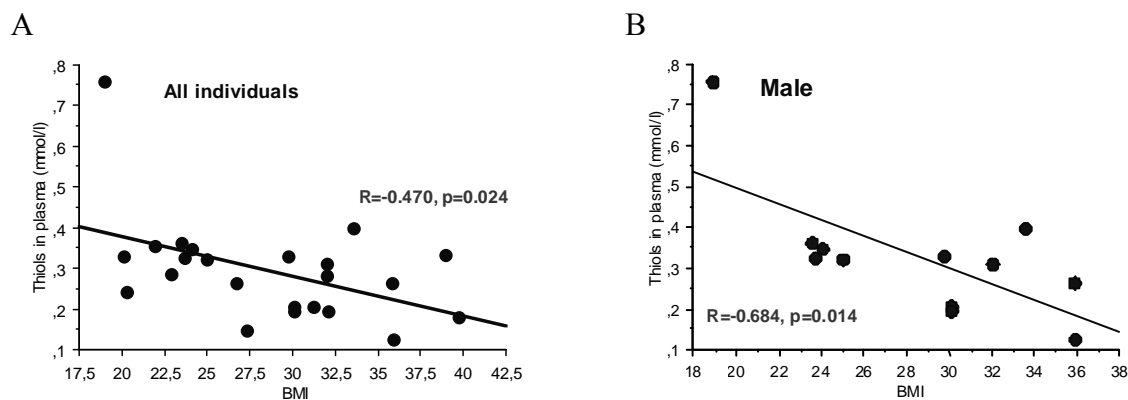 A
Thiols in plasma (mmol/l)
,8
,7
,6
,5
,4
,3
,2
,1
All individuals
R=-0.470, p=0.024
17,5 20 22,5 25 27,5 30 32,5 35 37,5 40 42,5
BMI
B
Thiols in plasma (mmol/l)
,8
,7
,6
,5
,4
,3
,2
,1
Male
R=-0.684, p=0.014
18 20 22 24 26 28 30 32 34 36 38
BMI